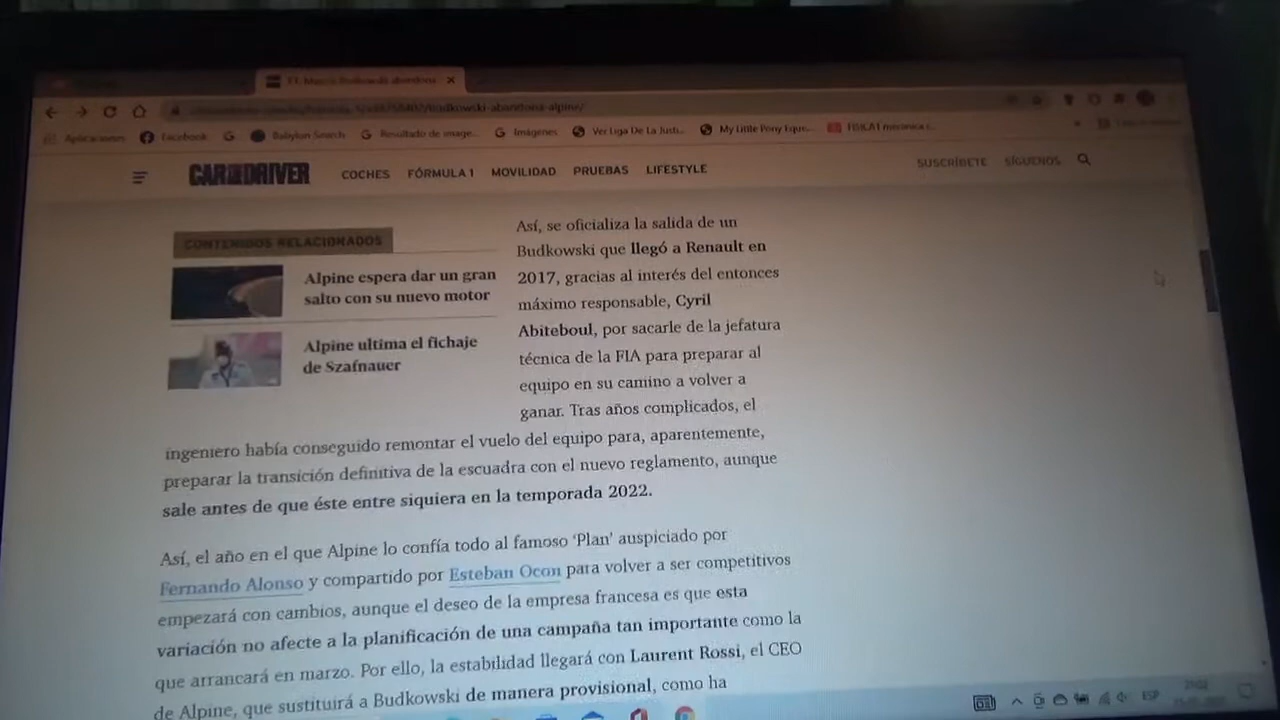 Budkowski-abandona-alpine/
Aplicaciones Facebook Babylon Search Resultado de image... Imágenes Ver Liga De La Justi... My Little Pony Eque... FISICA I mecanica c...
CAR AND DRIVER COCHES FÓRMULA 1 MOVILIDAD PRUEBAS LIFESTYLE SUSCRÍBETE SÍGUENOS
CONTENIDOS RELACIONADOS
Alpine espera dar un gran
salto con su nuevo motor
Alpine ultima el fichaje
de Szafnauer
Así, se oficializa la salida de un
Budkowski que llegó a Renault en
2017, gracias al interés del entonces
máximo responsable, Cyril
Abiteboul, por sacarle de la jefatura
técnica de la FIA para preparar al
equipo en su camino a volver a
ganar. Tras años complicados, el
ingeniero había conseguido remontar el vuelo del equipo para, aparentemente,
preparar la transición definitiva de la escuadra con el nuevo reglamento, aunque
sale antes de que éste entre siquiera en la temporada 2022.
Así, el año en el que Alpine lo confía todo al famoso ‘Plan’ auspiciado por
Fernando Alonso y compartido por Esteban Ocon para volver a ser competitivos
empezará con cambios, aunque el deseo de la empresa francesa es que esta
variación no afecte a la planificación de una campaña tan importante como la
que arrancará en marzo. Por ello, la estabilidad llegará con Laurent Rossi, el CEO
de Alpine, que sustituirá a Budkowski de manera provisional, como ha
ESP